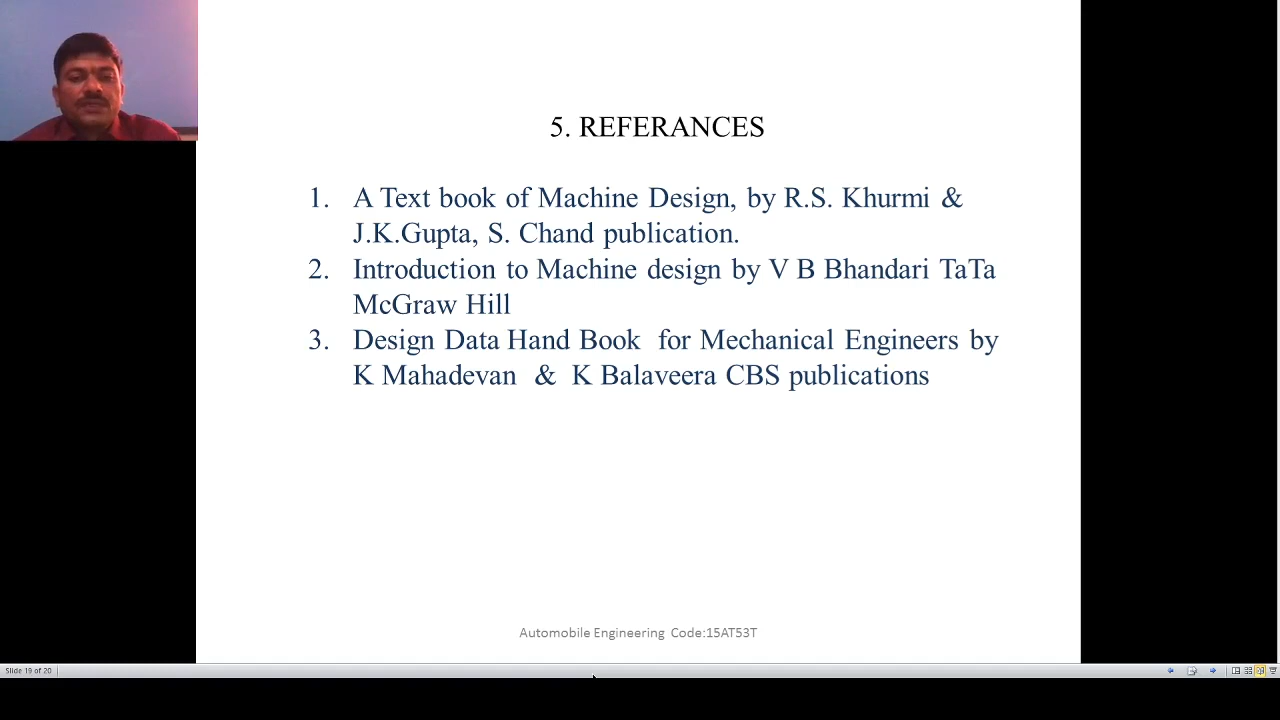 5. REFERANCES
1. A Text book of Machine Design, by R.S. Khurmi &
J.K.Gupta, S. Chand publication.
2. Introduction to Machine design by V B Bhandari TaTa
McGraw Hill
3. Design Data Hand Book for Mechanical Engineers by
K Mahadevan & K Balaveera CBS publications
Automobile Engineering Code:15AT53T
Slide 19 of 20